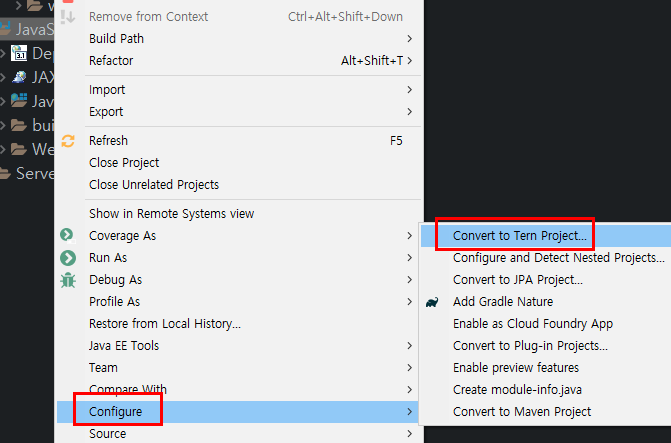 w
JavaS
Dep
JAX
Java
bui
We
Serve
Remove from Context Ctrl+Alt+Shift+Down
Build Path
Refactor Alt+Shift+T
Import
Export
Refresh F5
Close Project
Close Unrelated Projects
Show in Remote Systems view
Coverage As
Run As
Debug As
Profile As
Restore from Local History...
Java EE Tools
Team
Compare With
Configure
Source
Convert to Tern Project...
Configure and Detect Nested Projects...
Convert to JPA Project...
Add Gradle Nature
Enable as Cloud Foundry App
Convert to Plug-in Projects...
Enable preview features
Create module-info.java
Convert to Maven Project